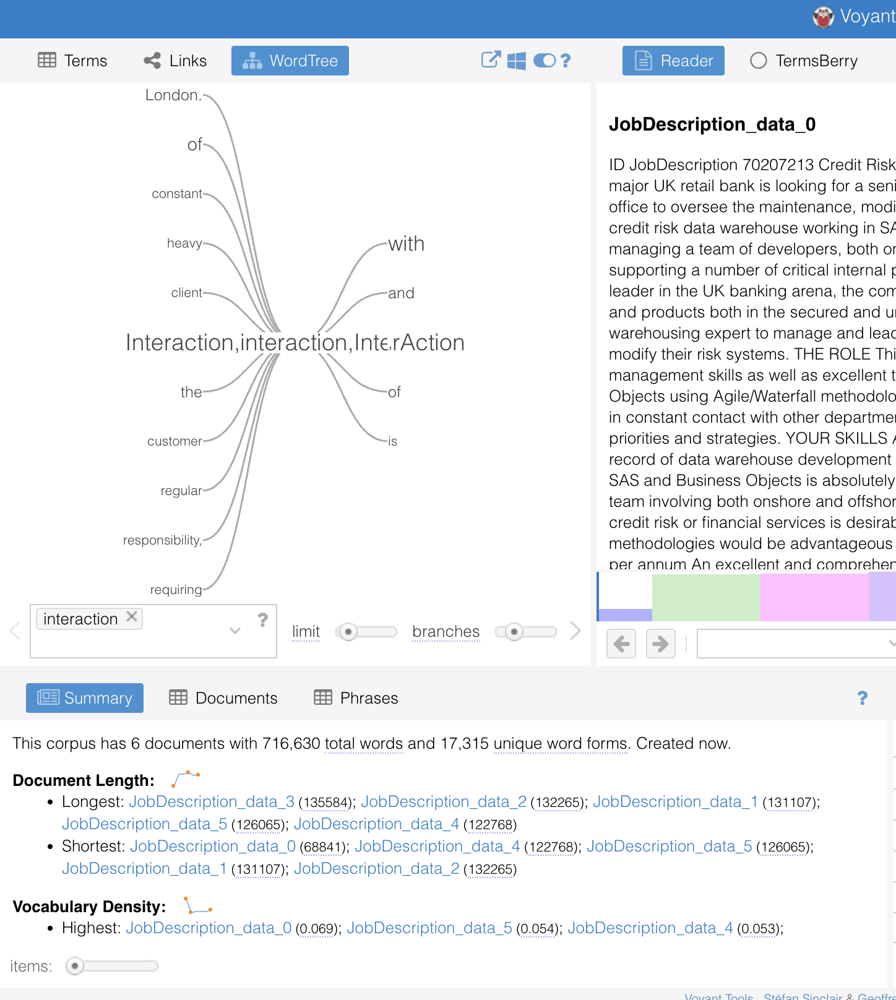 Voyant
Terms
Links
WordTree
?
Reader
TermsBerry
London.
of
constant
heavy
client
with
and
Interaction,interaction,InterAction
,
the
customer
regular
responsibility,
requiring
of
is
interaction
?
limit
branches
JobDescription_data_0
ID JobDescription 70207213 Credit Risk
major UK retail bank is looking for a seni
office to oversee the maintenance, modi
credit risk data warehouse working in SA
managing a team of developers, both on
supporting a number of critical internal p
leader in the UK banking arena, the com
and products both in the secured and u
warehousing expert to manage and lead
modify their risk systems. THE ROLE Thi
management skills as well as excellent t
Objects using Agile/Waterfall methodolo
in constant contact with other departme
priorities and strategies. YOUR SKILLS A
record of data warehouse development
SAS and Business Objects is absolutely
team involving both onshore and offshor
credit risk or financial services is desirab
methodologies would be advantageous
per annum An excellent and comprehen
Summary
Documents
Phrases
?
This corpus has 6 documents with 716,630 total words and 17,315 unique word forms. Created now.
Document Length:
• Longest: JobDescription_data_3 (135584); JobDescription_data_2 (132265); JobDescription_data_1 (131107);
JobDescription_data_5 (126065); JobDescription_data_4 (122768)
• Shortest: JobDescription_data_0 (68841); JobDescription_data_4 (122768); JobDescription_data_5 (126065);
JobDescription_data_1 (131107); JobDescription_data_2 (132265)
Vocabulary Density:
• Highest: JobDescription_data_0 (0.069); JobDescription_data_5 (0.054); JobDescription_data_4 (0.053);
items:
Voyant Tools , Stéfan Sinclair & Geoffre